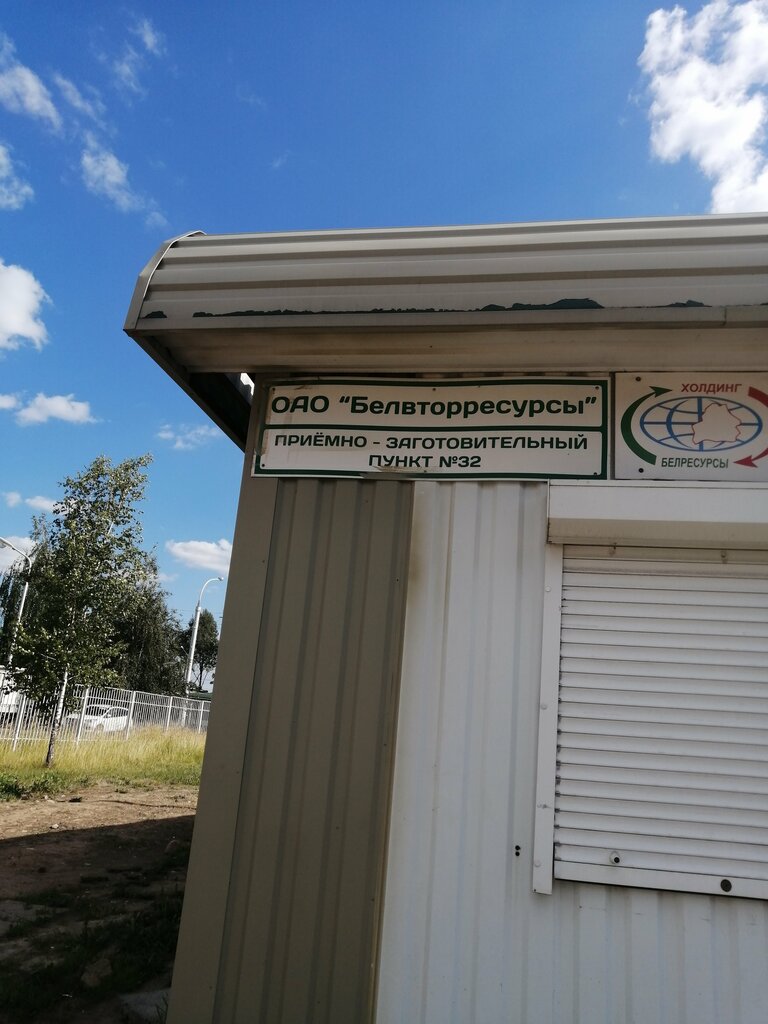 ОАО "Белвторресурсы"
ПРИЁМНО - ЗАГОТОВИТЕЛЬНЫЙ
ПУНКТ №32
ХОЛДИНГ
БЕЛРЕСУРСЫ